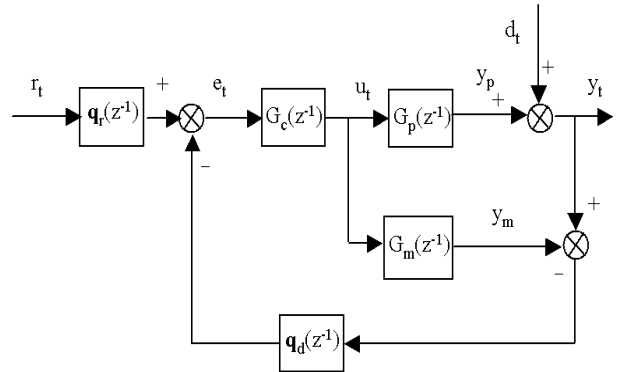 d_t
r_t
+
e_t
u_t
y_p
+
y_t
+
q_r(z^-1)
G_c(z^-1)
G_p(z^-1)
-
+
G_m(z^-1)
y_m
-
q_d(z^-1)